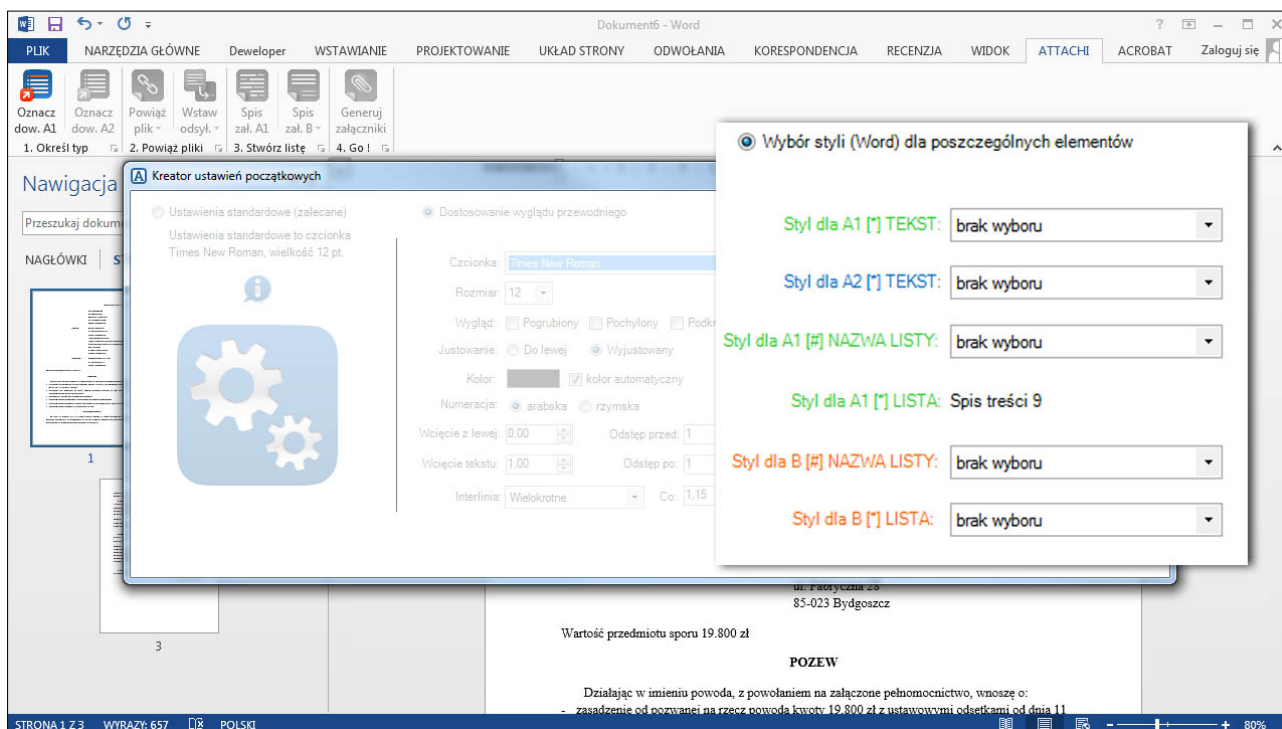 Dokument6 - Word
PLIK NARZĘDZIA GŁÓWNE Deweloper WSTAWIANIE PROJEKTOWANIE UKŁAD STRONY ODWOŁANIA KORESPONDENCJA RECENZJA WIDOK ATTACHI ACROBAT Zaloguj się
Oznacz Oznacz Powiąż Wstaw Spis Spis Generuj
dow. A1 dow. A2 plik odsył. zał. A1 zał. B załączniki
1. Określ typ 2. Powiąż pliki 3. Stwórz listę 4. Go !
Nawigacja
Przeszukaj dokume
NAGŁÓWKI S
1
3
Kreator ustawień początkowych
Ustawienia standardowe (zalecane)
Ustawienia standardowe to czcionka
Times New Roman, wielkość 12 pt.
Dostosowanie wyglądu przewodniego
Czcionka: Times New Roman
Rozmiar: 12
Wygląd: Pogrubiony Pochylony Podkr
Justowanie: Do lewej Wyjustowany
Kolor: kolor automatyczny
Numeracja: arabska rzymska
Wcięcie z lewej: 0,00 Odstęp przed: 1
Wcięcie tekstu: 1,00 Odstęp po: 1
Interlinia: Wielokrotne Co: 1,15
Wybór styli (Word) dla poszczególnych elementów
Styl dla A1 [*] TEKST: brak wyboru
Styl dla A2 [*] TEKST: brak wyboru
Styl dla A1 [#] NAZWA LISTY: brak wyboru
Styl dla A1 [*] LISTA: Spis treści 9
Styl dla B [#] NAZWA LISTY: brak wyboru
Styl dla B [*] LISTA: brak wyboru
ul. Fabryczna 28
85-023 Bydgoszcz
Wartość przedmiotu sporu 19.800 zł
POZEW
Działając w imieniu powoda, z powołaniem na załączone pełnomocnictwo, wnoszę o:
- zasądzenie od pozwanej na rzecz powoda kwoty 19.800 zł z ustawowymi odsetkami od dnia 11
STRONA 1 Z 3 WYRAZY: 657 POLSKI 80%